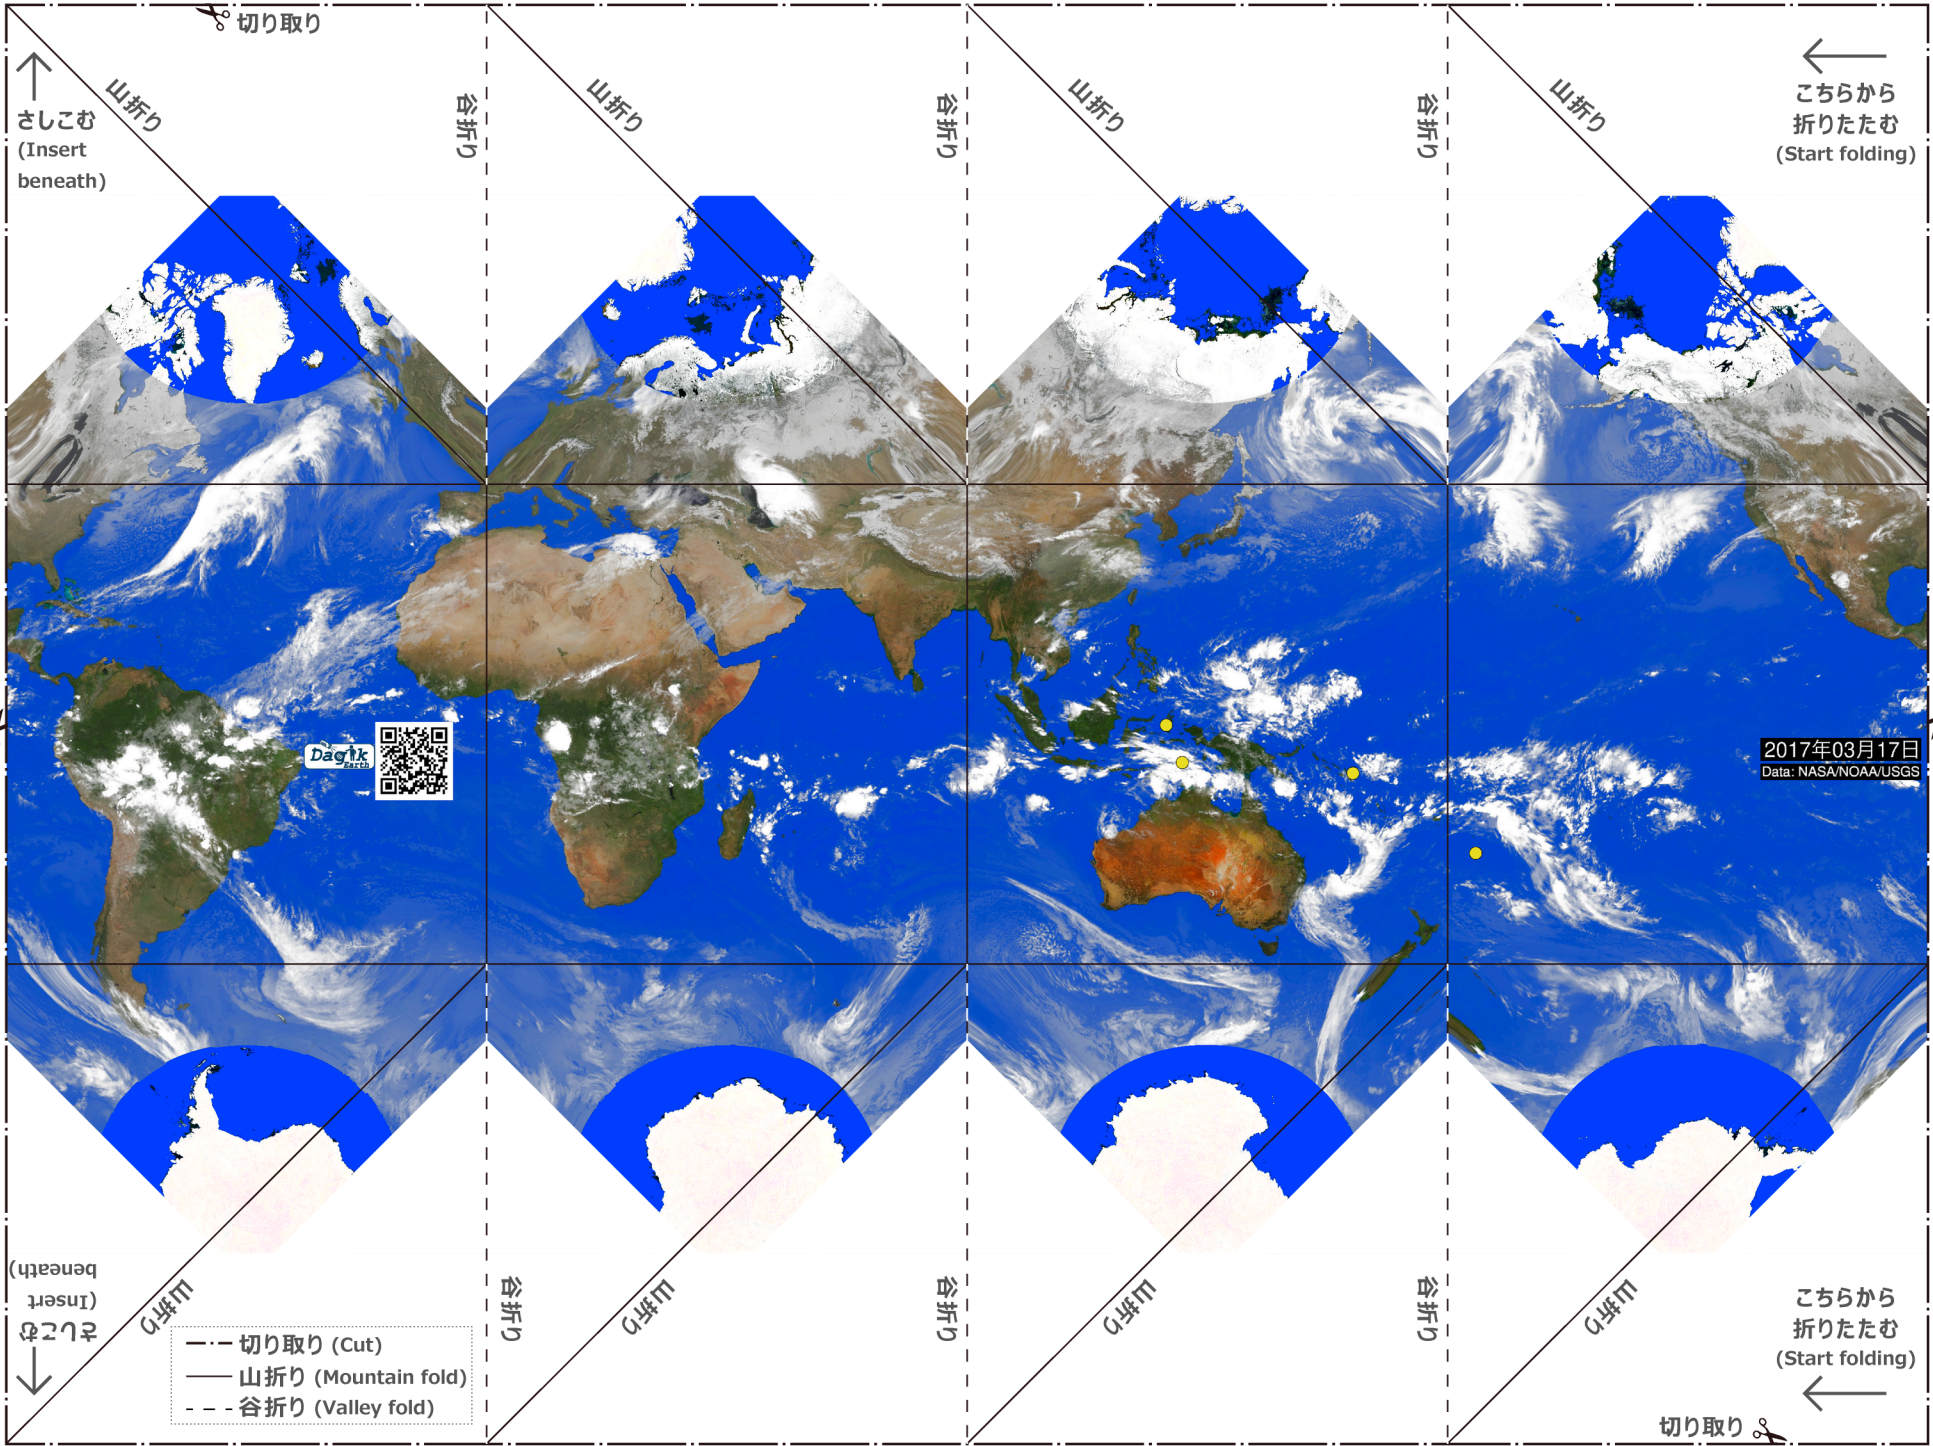 切り取り
さしこむ
(Insert
beneath)
山折り
谷折り
山折り
谷折り
山折り
谷折り
山折り
こちらから
折りたたむ
(Start folding)
Dagik
Earth
2017年03月17日
Data: NASA/NOAA/USGS
さしこむ
(Insert
beneath)
山折り
谷折り
山折り
谷折り
山折り
谷折り
山折り
こちらから
折りたたむ
(Start folding)
切り取り (Cut)
山折り (Mountain fold)
谷折り (Valley fold)
切り取り